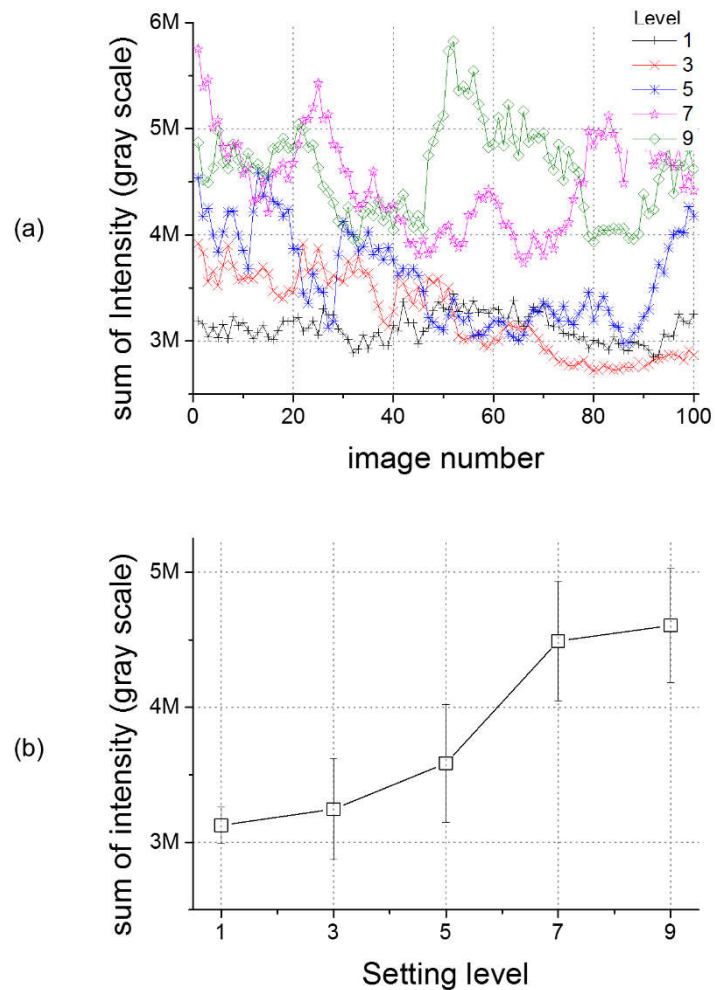 (a)
sum of Intensity (gray scale)
6M
5M
4M
3M
0
20
40
60
80
100
image number
Level
1
3
5
7
9
(b)
sum of intensity (gray scale)
5M
4M
3M
1
3
5
7
9
Setting level